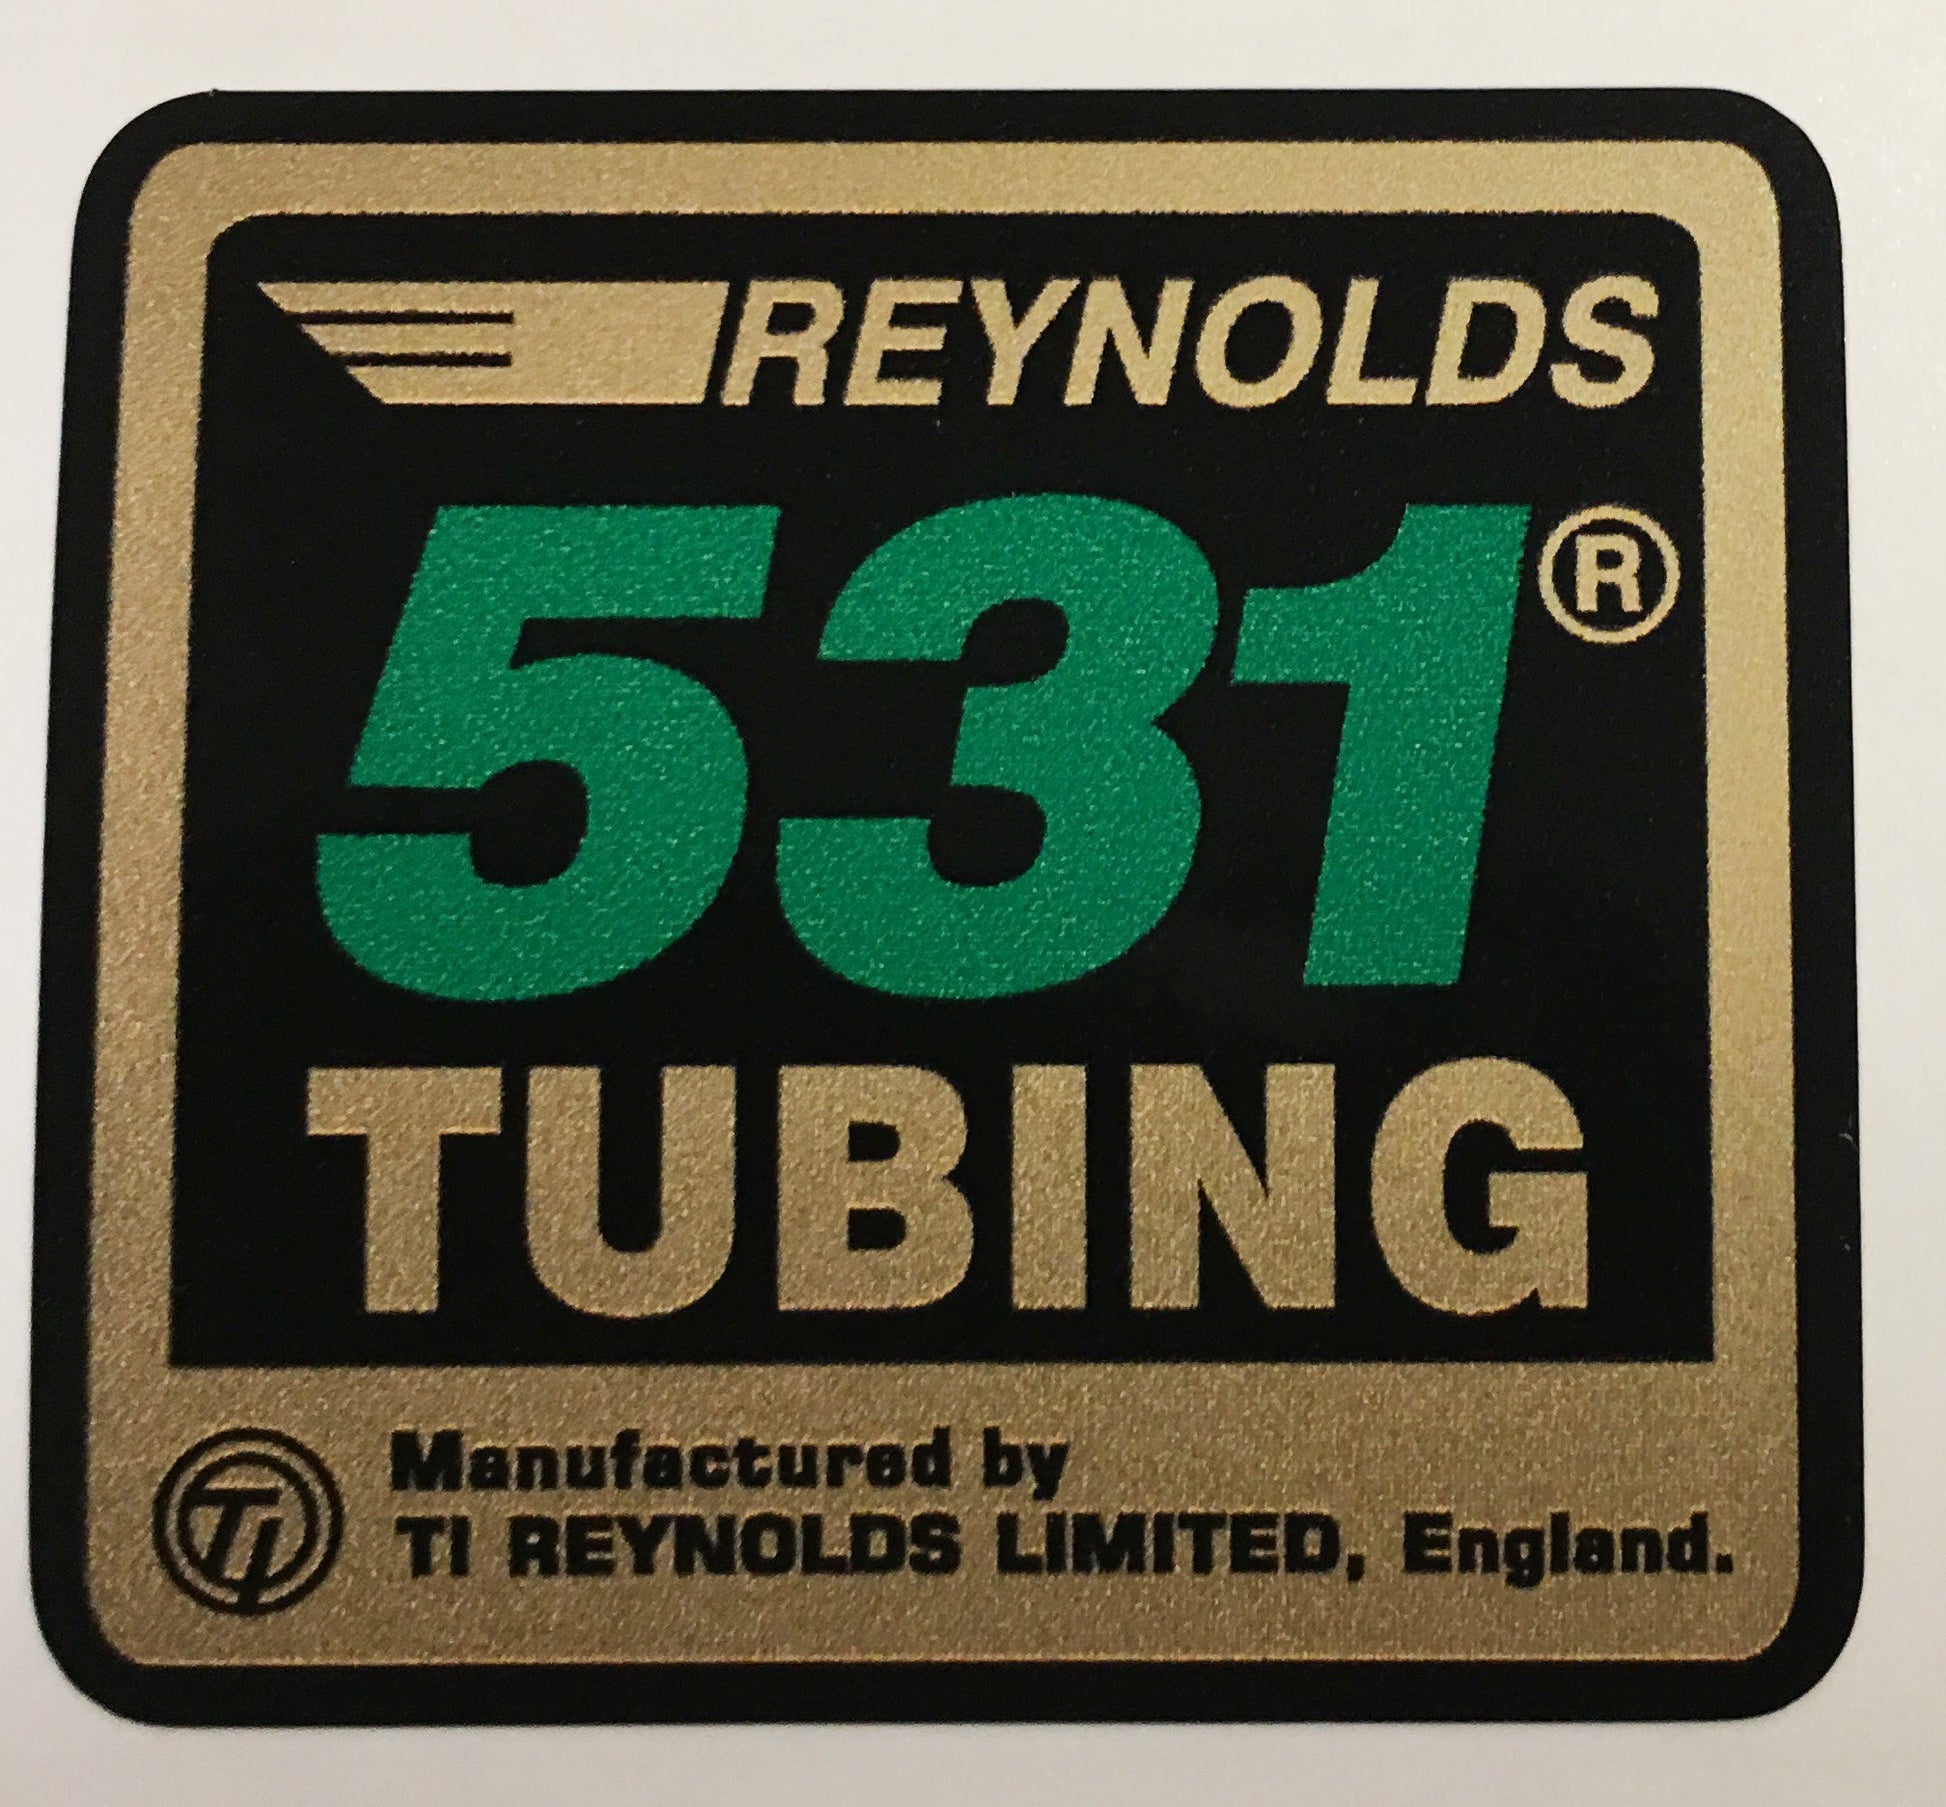 REYNOLDS
531®
TUBING
TI
Manufactured by
TI REYNOLDS LIMITED, England.